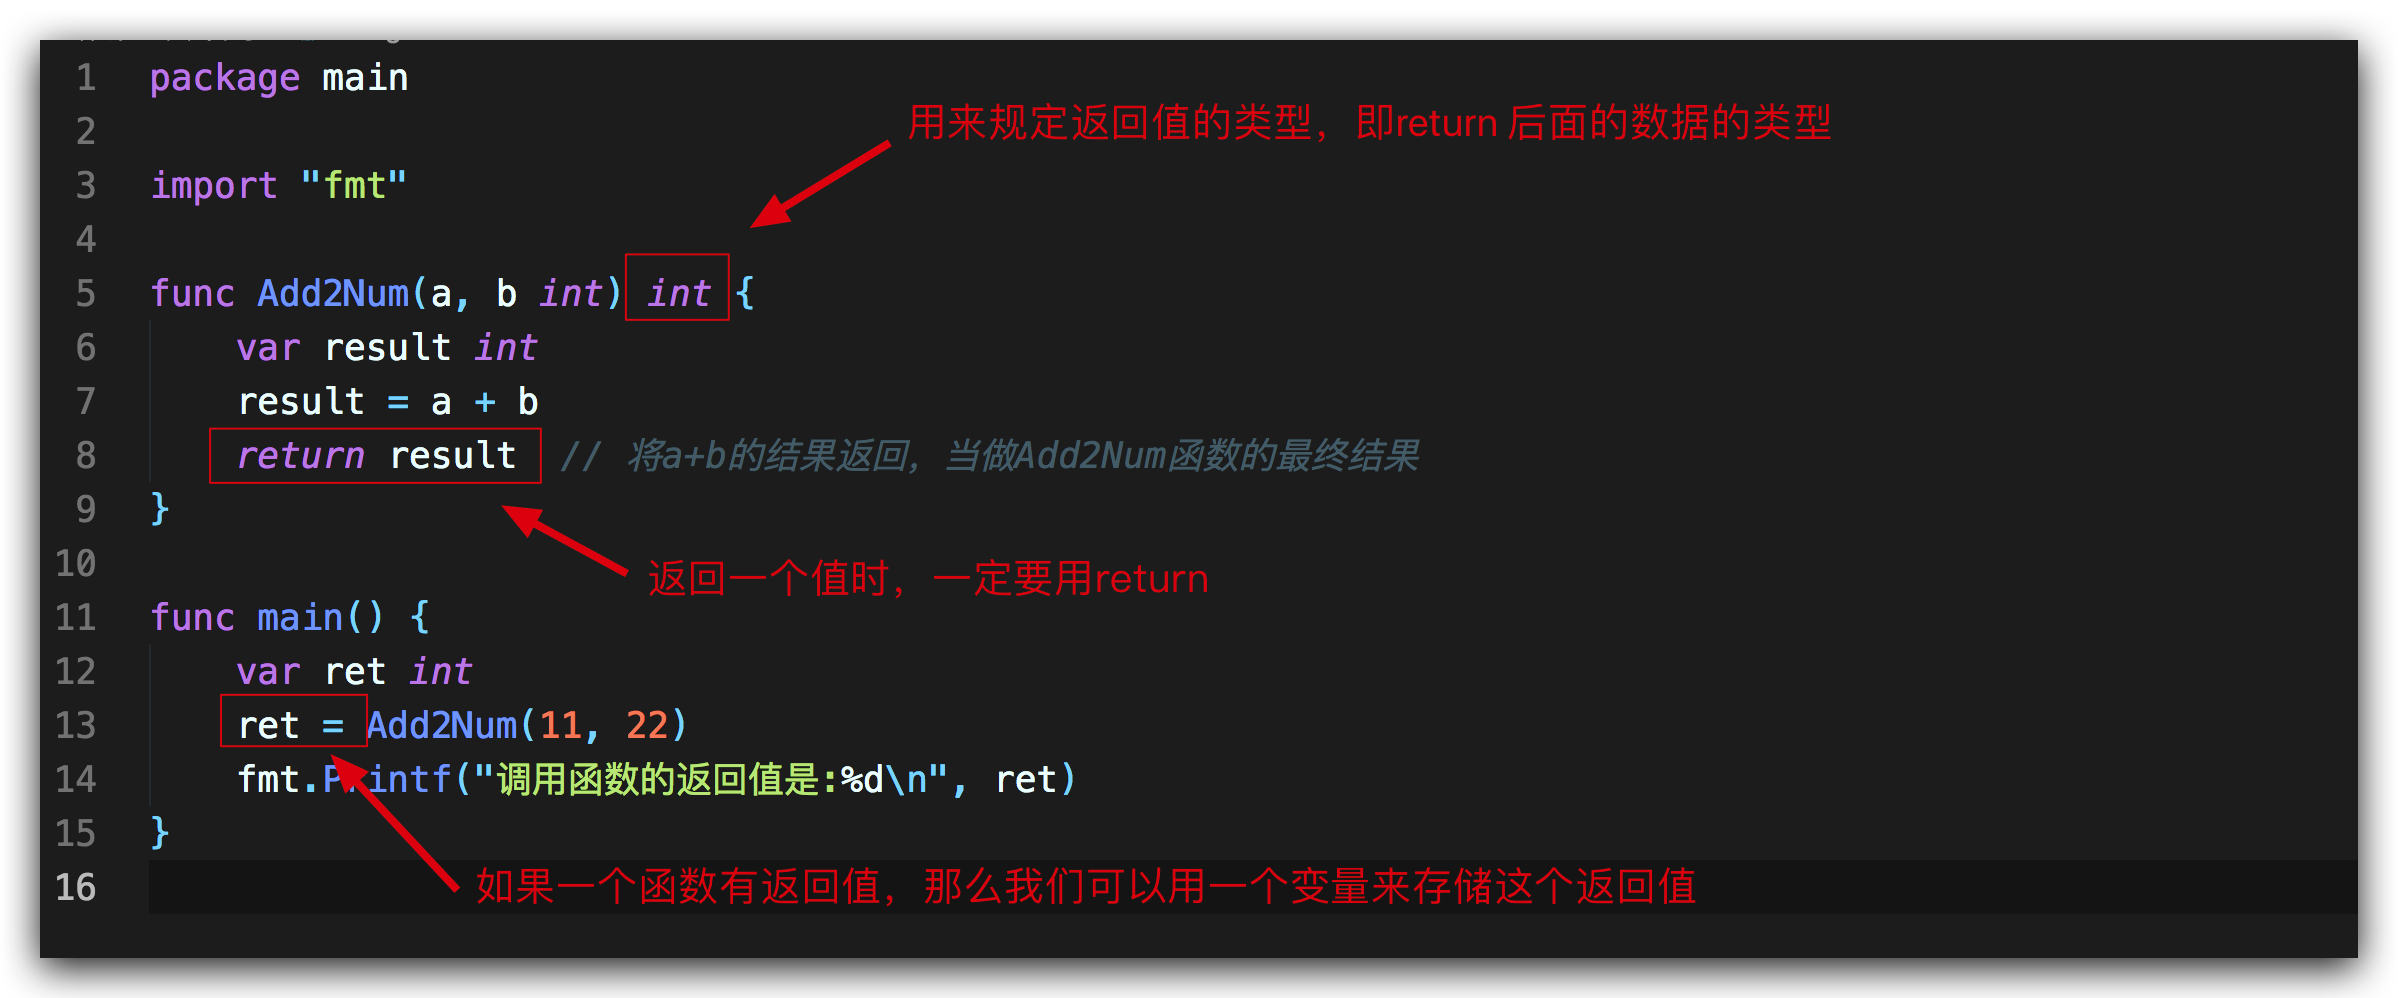 1 package main
用来规定返回值的类型，即return 后面的数据的类型
2
3 import "fmt"
4
5 func Add2Num(a, b int) int {
6 var result int
7 result = a + b
8 return result // 将a+b的结果返回，当做Add2Num函数的最终结果
9 }
10
返回一个值时，一定要用return
11 func main() {
12 var ret int
13 ret = Add2Num(11, 22)
14 fmt.Printf("调用函数的返回值是:%d\n", ret)
15 }
16
如果一个函数有返回值，那么我们可以用一个变量来存储这个返回值